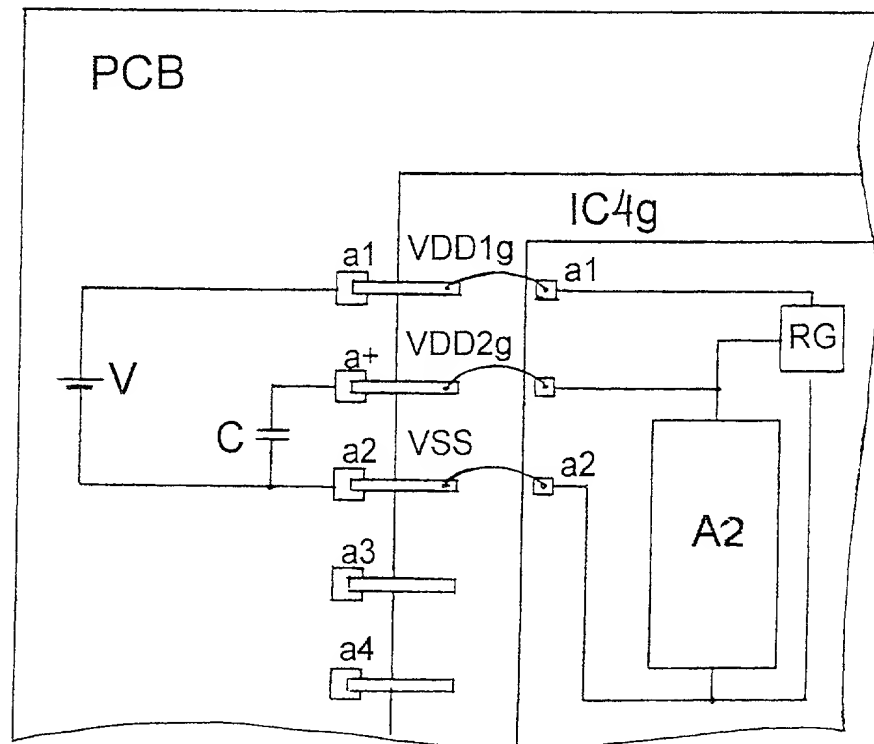 PCB
IC4g
a1 VDD1g a1
RG
a+ VDD2g
V
C
a2 VSS a2
A2
a3
a4